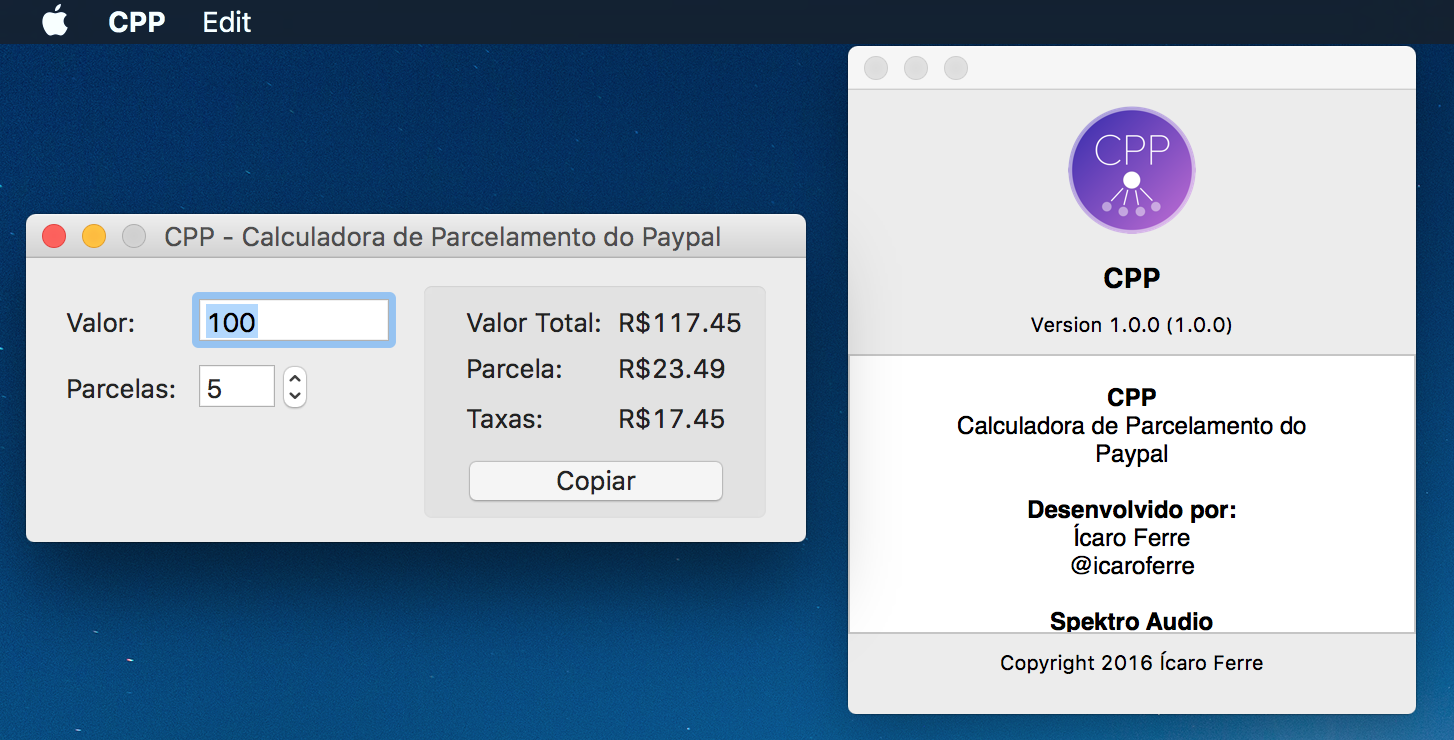 CPP Edit
CPP - Calculadora de Parcelamento do Paypal
Valor: 100
Parcelas: 5
Valor Total: R$117.45
Parcela: R$23.49
Taxas: R$17.45
Copiar
CPP
CPP
Version 1.0.0 (1.0.0)
CPP
Calculadora de Parcelamento do
Paypal
Desenvolvido por:
Ícaro Ferre
@icaroferre
Spektro Audio
Copyright 2016 Ícaro Ferre